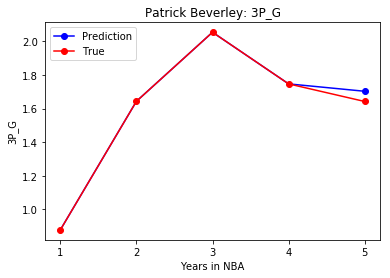 Patrick Beverley: 3P_G
Prediction
True
3P_G
2.0
1.8
1.6
1.4
1.2
1.0
1 2 3 4 5
Years in NBA